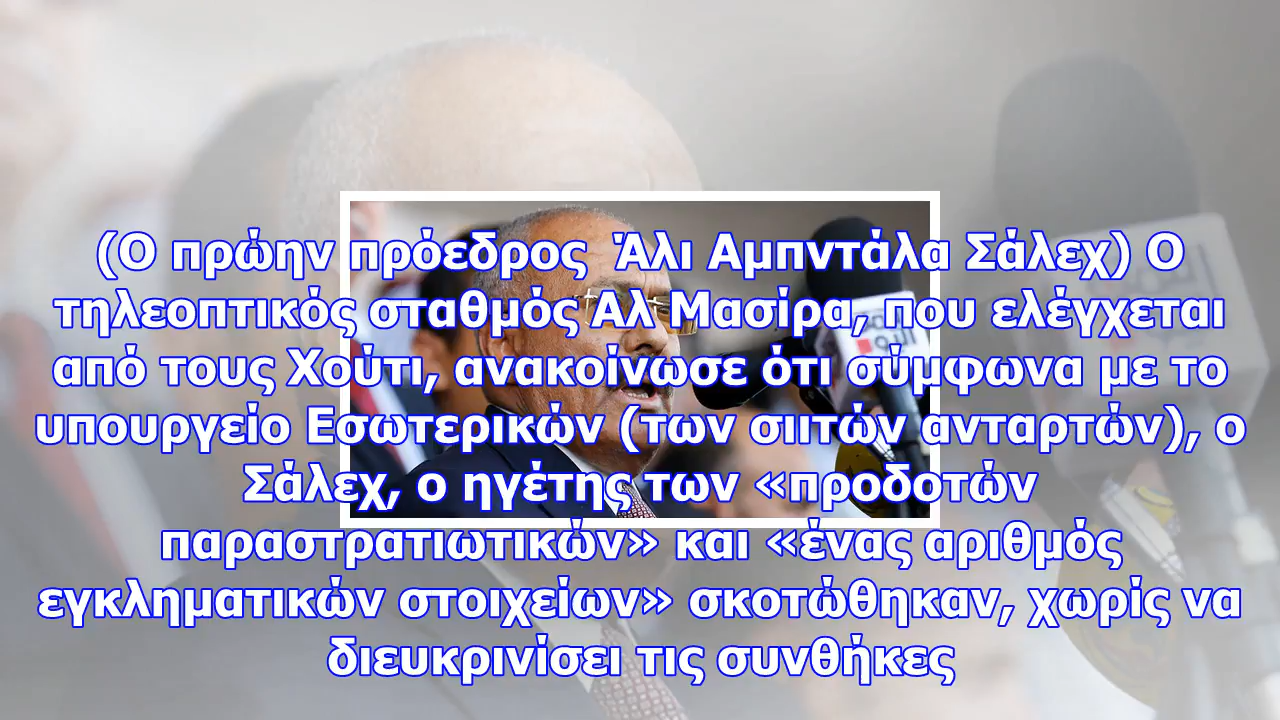 (Ο πρώην πρόεδρος  Άλι Αμπντάλα Σάλεχ) Ο
τηλεοπτικός σταθμός Αλ Μασίρα, που ελέγχεται
από τους Χούτι, ανακοίνωσε ότι σύμφωνα με το
υπουργείο Εσωτερικών (των σιιτών ανταρτών), ο
Σάλεχ, ο ηγέτης των «προδοτών
παραστρατιωτικών» και «ένας αριθμός
εγκληματικών στοιχείων» σκοτώθηκαν, χωρίς να
διευκρινίσει τις συνθήκες